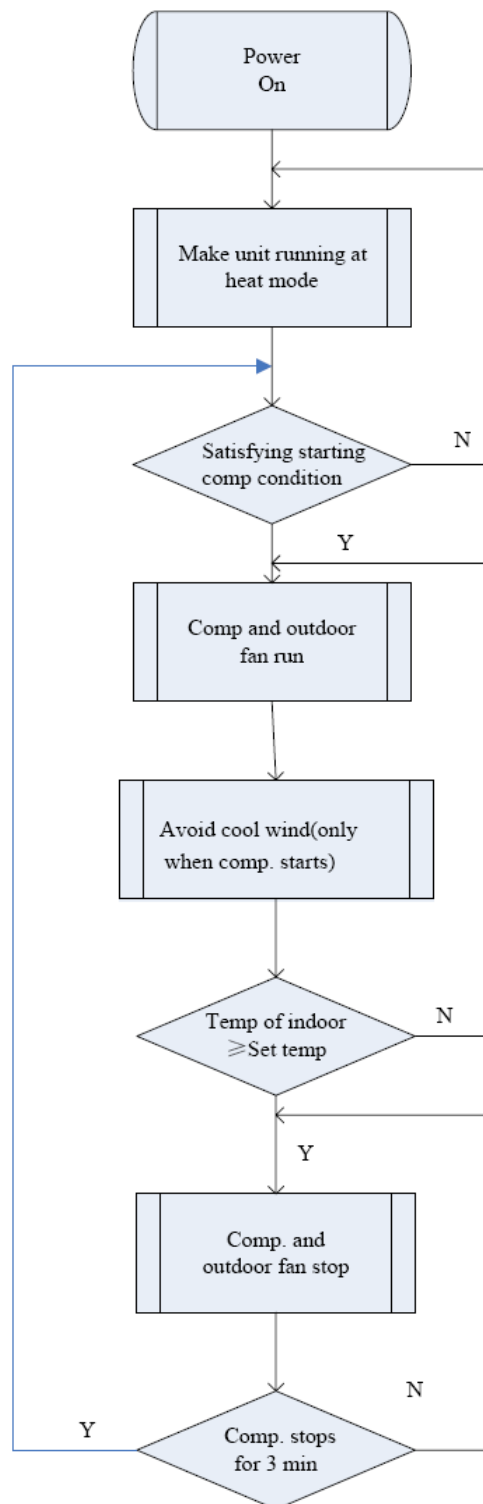 Power
On
Make unit running at
heat mode
Satisfying starting
comp condition
N
Y
Comp and outdoor
fan run
Avoid cool wind(only
when comp. starts)
Temp of indoor
≥Set temp
N
Y
Comp. and
outdoor fan stop
N
Y
Comp. stops
for 3 min